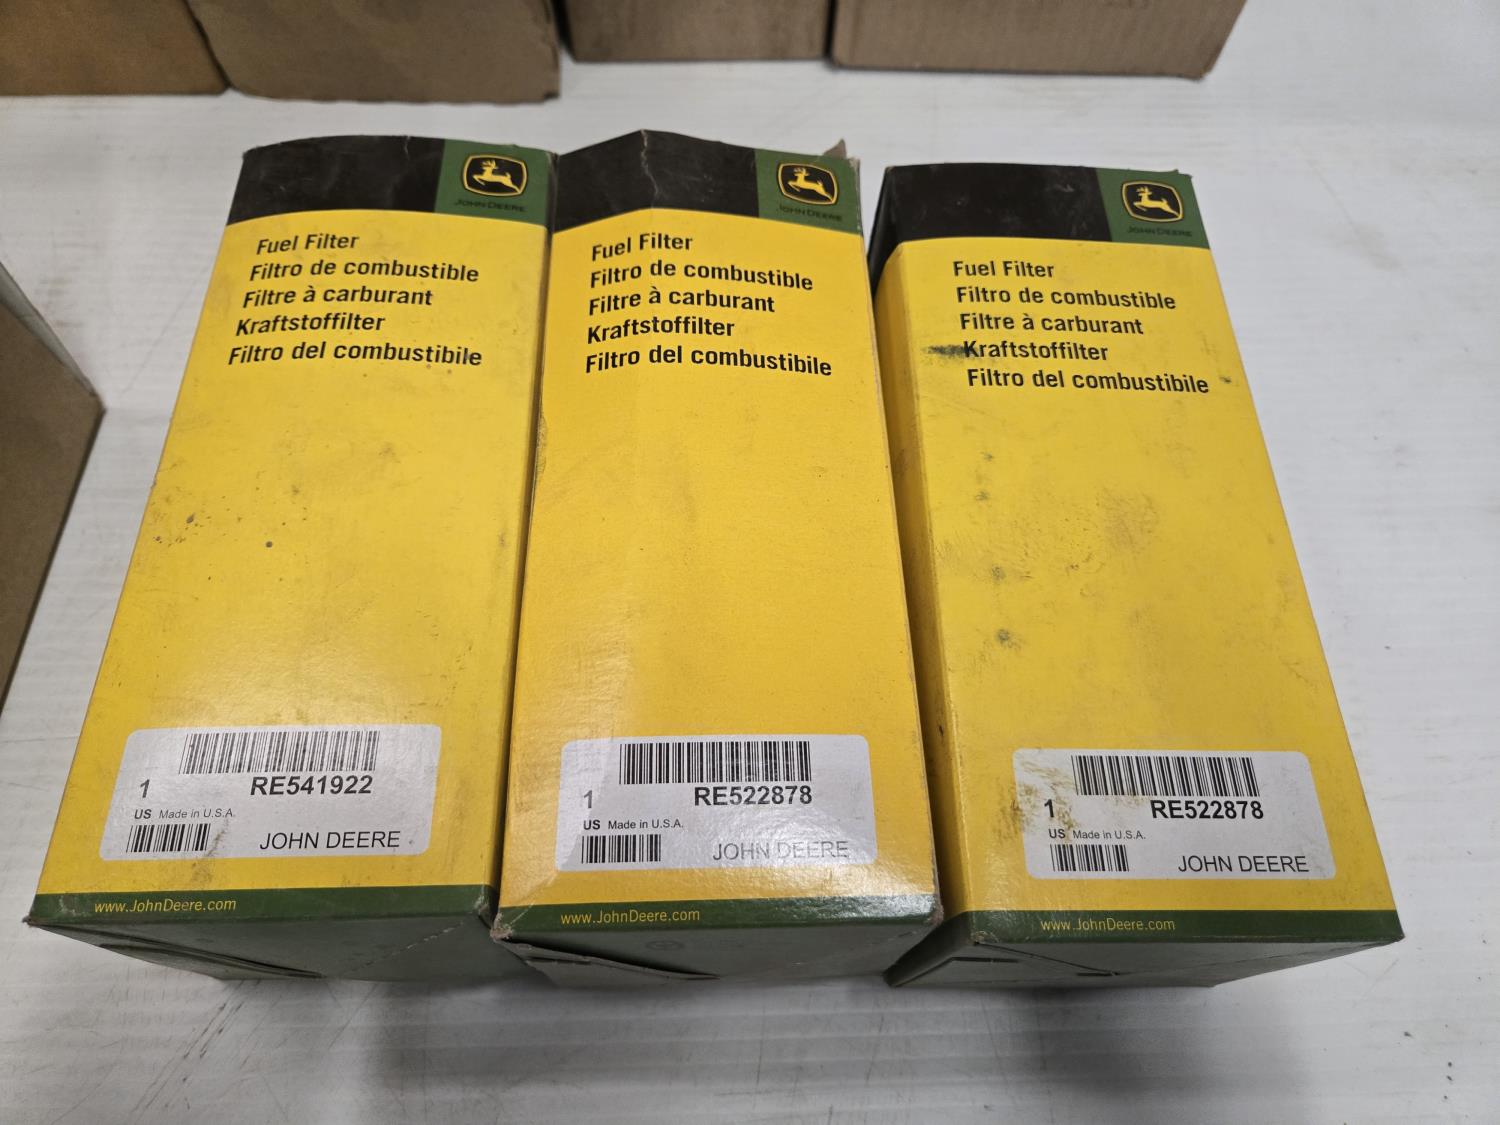 JOHN DEERE
Fuel Filter
Filtro de combustible
Filtre à carburant
Kraftstoffilter
Filtro del combustibile
1
RE541922
US Made in U.S.A.
JOHN DEERE
www.JohnDeere.com
JOHN DEERE
Fuel Filter
Filtro de combustible
Filtre à carburant
Kraftstoffilter
Filtro del combustibile
1
RE522878
US Made in U.S.A.
JOHN DEERE
www.JohnDeere.com
JOHN DEERE
Fuel Filter
Filtro de combustible
Filtre à carburant
Kraftstoffilter
Filtro del combustibile
1
RE522878
US Made in U.S.A.
JOHN DEERE
www.JohnDeere.com